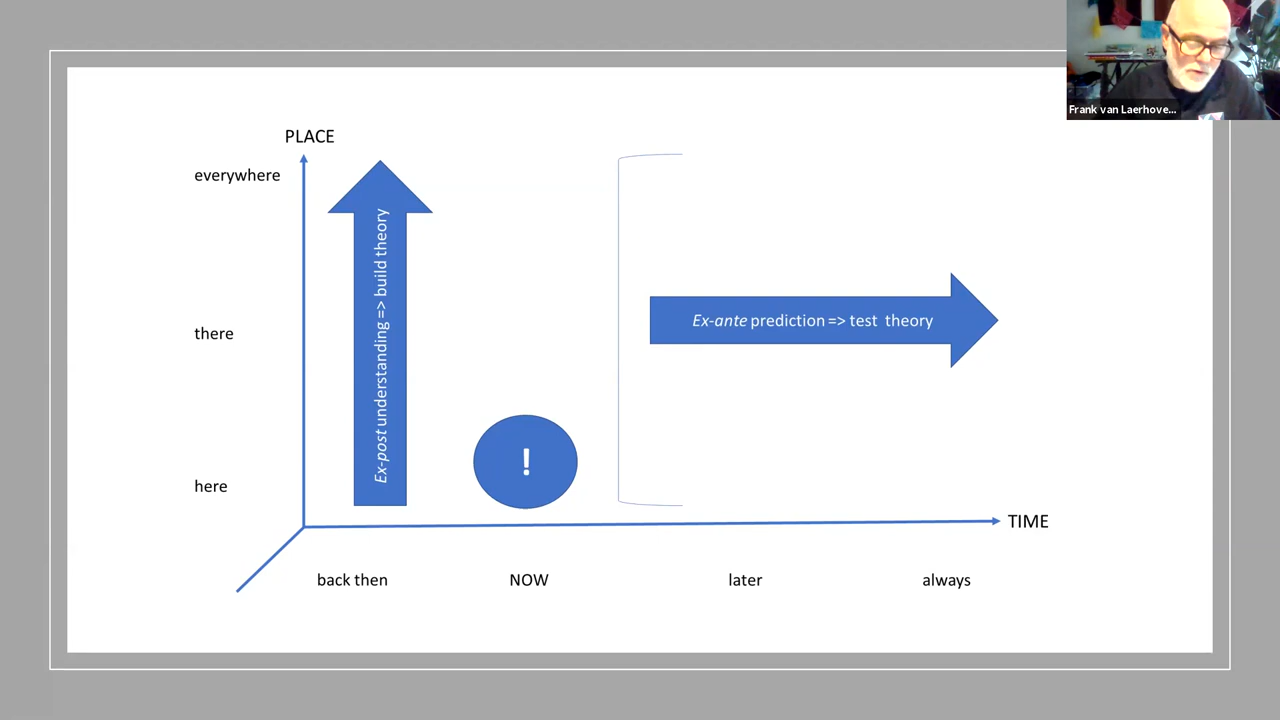 Frank van Laerhove...
PLACE
everywhere
there
here
Ex-post understanding => build theory
!
Ex-ante prediction => test theory
TIME
back then
NOW
later
always